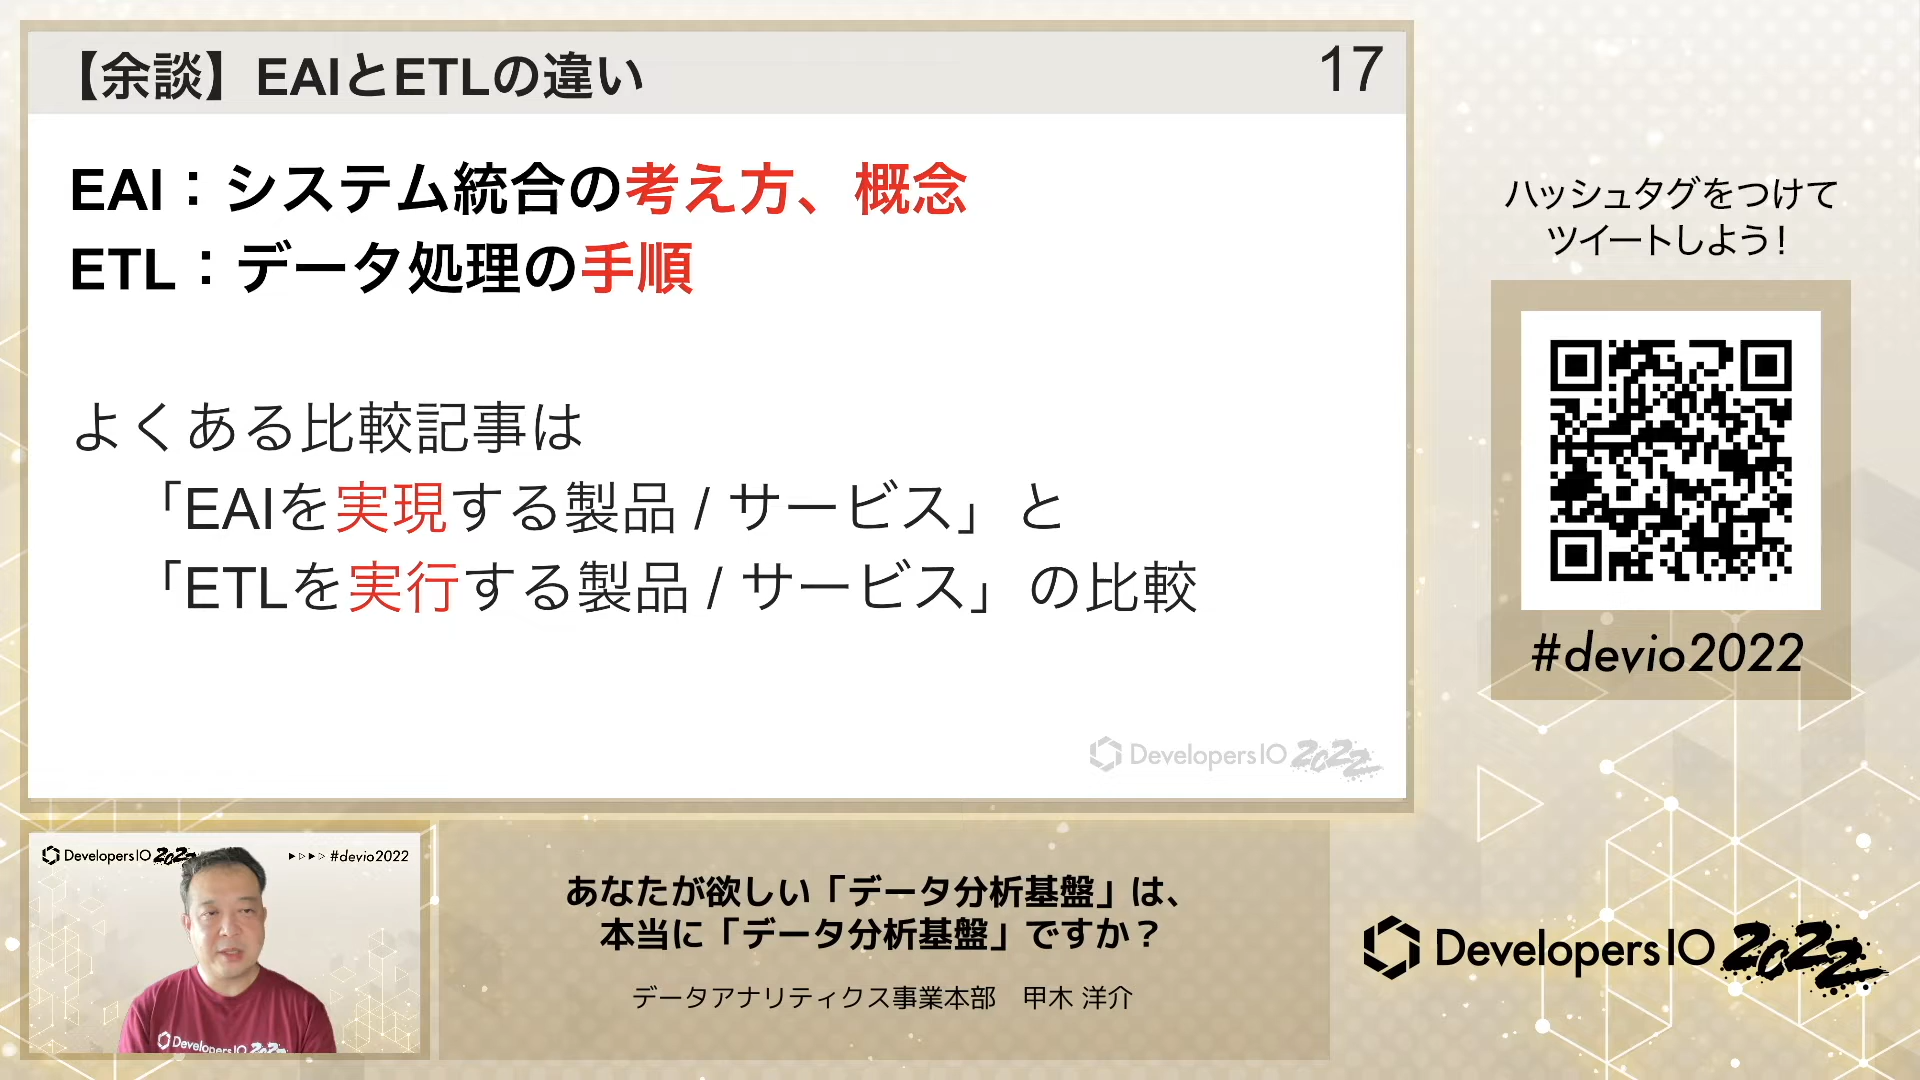 【余談】EAIとETLの違い
17
EAI：システム統合の考え方、概念
ETL：データ処理の手順
よくある比較記事は
「EAIを実現する製品 / サービス」と
「ETLを実行する製品 / サービス」の比較
DevelopersIO 2022
ハッシュタグをつけて
ツイートしよう！
#devio2022
DevelopersIO 2022
▶▷▶▷ #devio2022
DevelopersIO 2022
あなたが欲しい「データ分析基盤」は、
本当に「データ分析基盤」ですか？
データアナリティクス事業本部　甲木 洋介
DevelopersIO 2022